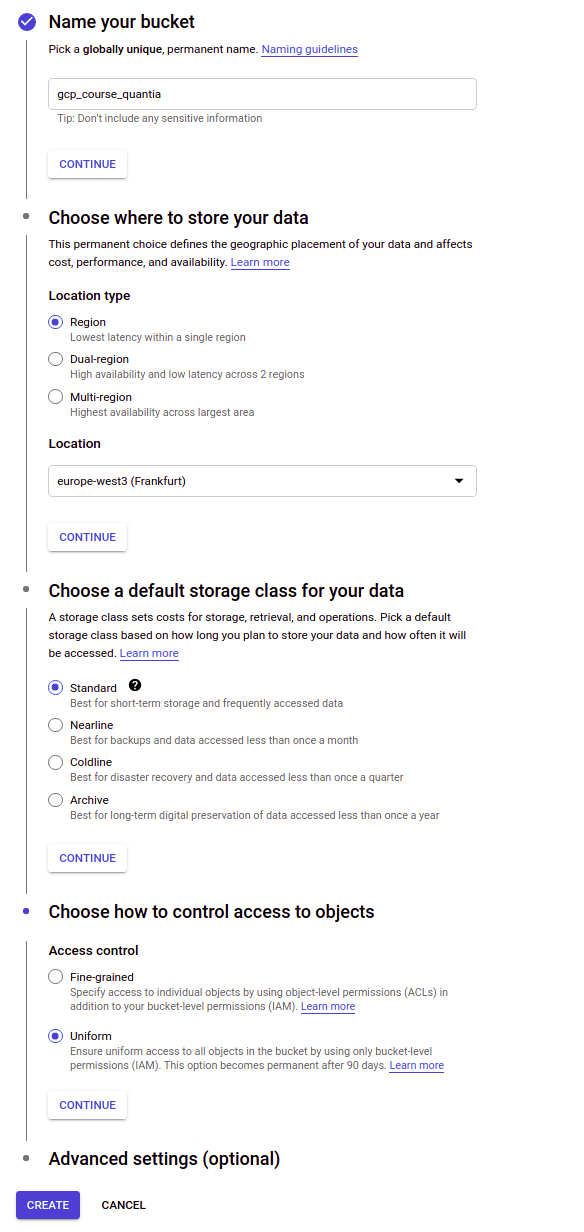 Name your bucket
Pick a globally unique, permanent name. Naming guidelines
gcp_course_quantia
Tip: Don't include any sensitive information
CONTINUE
Choose where to store your data
This permanent choice defines the geographic placement of your data and affects
cost, performance, and availability. Learn more
Location type
Region
Lowest latency within a single region
Dual-region
High availability and low latency across 2 regions
Multi-region
Highest availability across largest area
Location
europe-west3 (Frankfurt)
CONTINUE
Choose a default storage class for your data
A storage class sets costs for storage, retrieval, and operations. Pick a default
storage class based on how long you plan to store your data and how often it will
be accessed. Learn more
Standard ?
Best for short-term storage and frequently accessed data
Nearline
Best for backups and data accessed less than once a month
Coldline
Best for disaster recovery and data accessed less than once a quarter
Archive
Best for long-term digital preservation of data accessed less than once a year
CONTINUE
Choose how to control access to objects
Access control
Fine-grained
Specify access to individual objects by using object-level permissions (ACLs) in
addition to your bucket-level permissions (IAM). Learn more
Uniform
Ensure uniform access to all objects in the bucket by using only bucket-level
permissions (IAM). This option becomes permanent after 90 days. Learn more
CONTINUE
Advanced settings (optional)
CREATE CANCEL